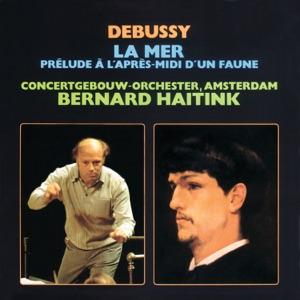 DEBUSSY
LA MER
PRÉLUDE À L'APRÈS-MIDI D'UN FAUNE
CONCERTGEBOUW-ORCHESTER, AMSTERDAM
BERNARD HAITINK